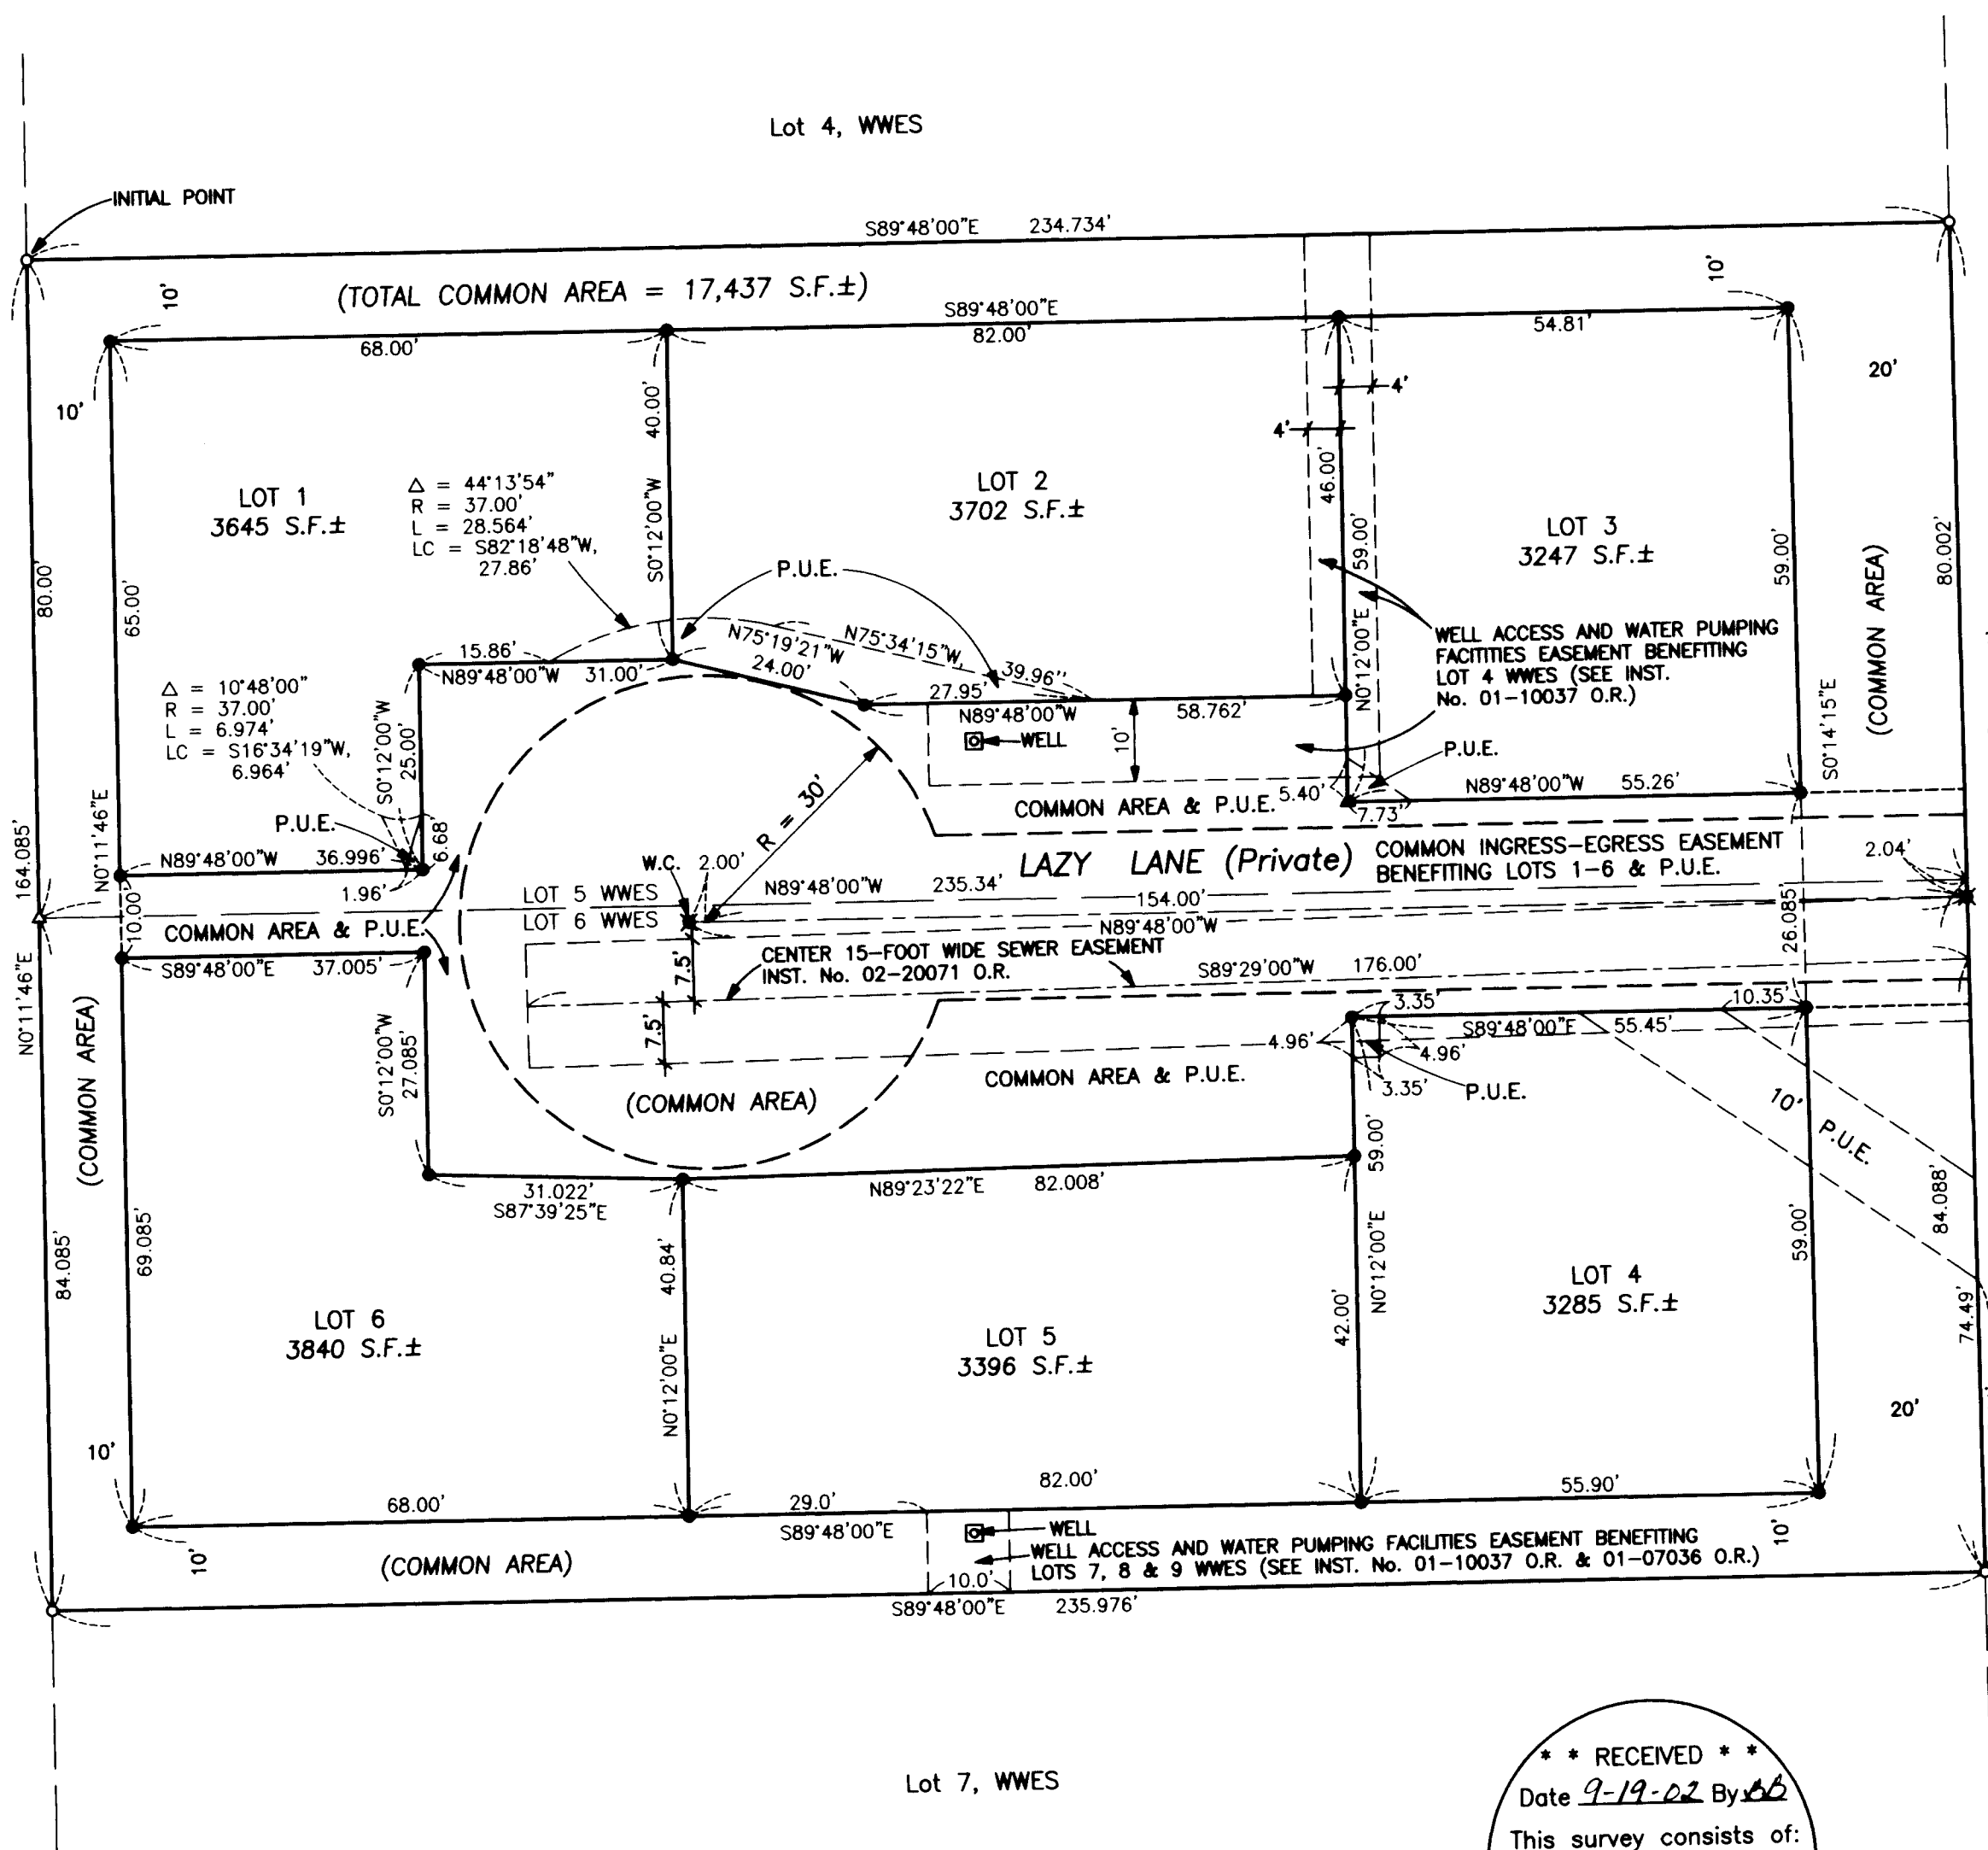 Lot 4, WWES
INITIAL POINT
S89°48'00"E 234.734'
(TOTAL COMMON AREA = 17,437 S.F.±)
10'
10'
S89°48'00"E
68.00'
82.00'
54.81'
20'
10'
4'
4'
40.00'
S0°12'00"W
LOT 1
3645 S.F.±
△ = 44°13'54"
R = 37.00'
L = 28.564'
LC = S82°18'48"W,
27.86'
LOT 2
3702 S.F.±
46.00'
59.00'
N0°12'00"E
LOT 3
3247 S.F.±
59.00'
S0°14'15"E
(COMMON AREA)
80.002'
80.00'
65.00'
N0°11'46"E
P.U.E.
WELL ACCESS AND WATER PUMPING
FACITITIES EASEMENT BENEFITING
LOT 4 WWES (SEE INST.
No. 01-10037 O.R.)
15.86'
N89°48'00"W 31.00'
N75°19'21"W
24.00'
N75°34'15"W,
39.96''
27.95'
N89°48'00"W
58.762'
△ = 10°48'00"
R = 37.00'
L = 6.974'
LC = S16°34'19"W,
6.964'
S0°12'00"W
25.00'
WELL
10'
P.U.E.
R = 30'
COMMON AREA & P.U.E.
5.40'
7.73'
N89°48'00"W 55.26'
P.U.E.
6.68'
164.085'
N89°48'00"W 36.996'
1.96'
W.C. 2.00'
LAZY LANE (Private)
COMMON INGRESS-EGRESS EASEMENT
BENEFITING LOTS 1-6 & P.U.E.
2.04'
LOT 5 WWES
LOT 6 WWES
N89°48'00"W 235.34'
154.00'
N89°48'00"W
26.085'
10.00'
COMMON AREA & P.U.E.
S89°48'00"E 37.005'
7.5'
CENTER 15-FOOT WIDE SEWER EASEMENT
INST. No. 02-20071 O.R.
S89°29'00"W 176.00'
N0°11'46"E
(COMMON AREA)
S0°12'00"W
27.085'
7.5'
(COMMON AREA)
COMMON AREA & P.U.E.
3.35'
10.35'
S89°48'00"E 55.45'
4.96'
4.96'
3.35'
P.U.E.
10' P.U.E.
31.022'
S87°39'25"E
N89°23'22"E 82.008'
59.00'
N0°12'00"E
59.00'
84.088'
84.085'
69.085'
40.84'
N0°12'00"E
42.00'
LOT 6
3840 S.F.±
LOT 5
3396 S.F.±
LOT 4
3285 S.F.±
74.49'
20'
10'
68.00'
29.0'
82.00'
55.90'
S89°48'00"E
10'
(COMMON AREA)
WELL
WELL ACCESS AND WATER PUMPING FACILITIES EASEMENT BENEFITING
LOTS 7, 8 & 9 WWES (SEE INST. No. 01-10037 O.R. & 01-07036 O.R.)
10'
10.0'
S89°48'00"E 235.976'
Lot 7, WWES
* * RECEIVED * *
Date 9-19-02 By BB
This survey consists of: